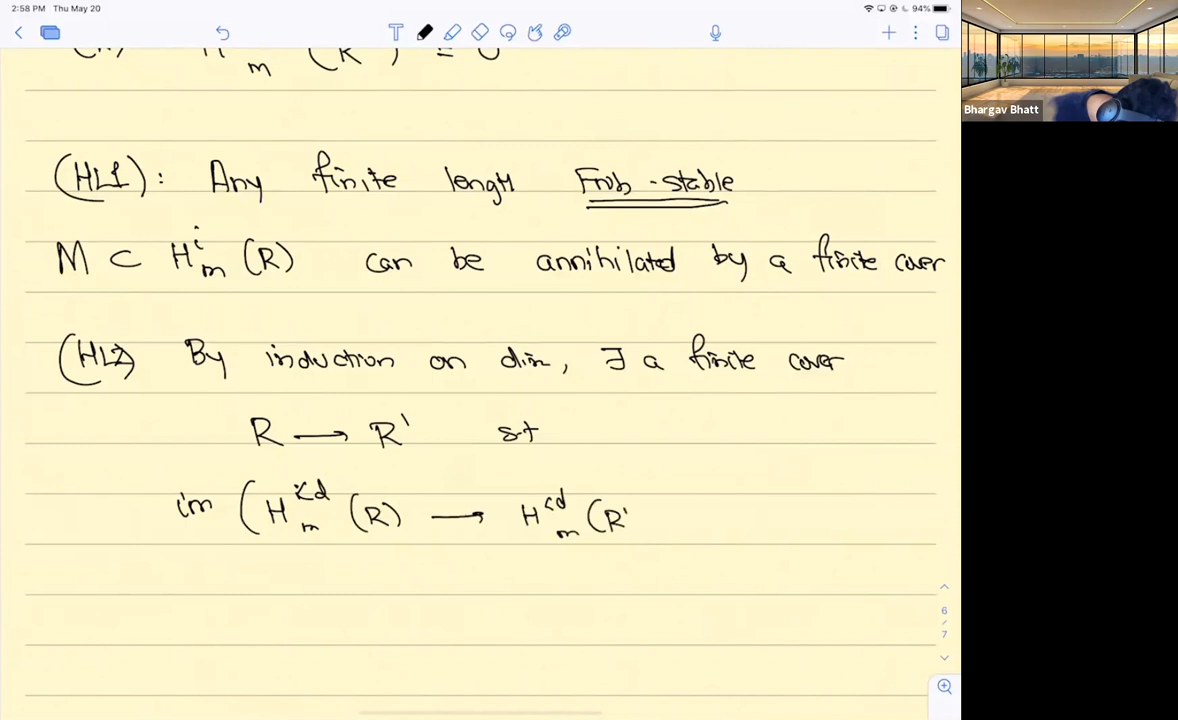 2:58 PM Thu May 20
94%
Bhargav Bhatt
m (R ) = 0
(HL1): Any finite length Frob-stable
M ⊂ H^i_m (R) can be annihilated by a finite cover
(HL2) By induction on dim, ∃ a finite cover
R → R' s.t
im (H^{<d}_m (R) → H^{<d}_m (R'
6
/
7